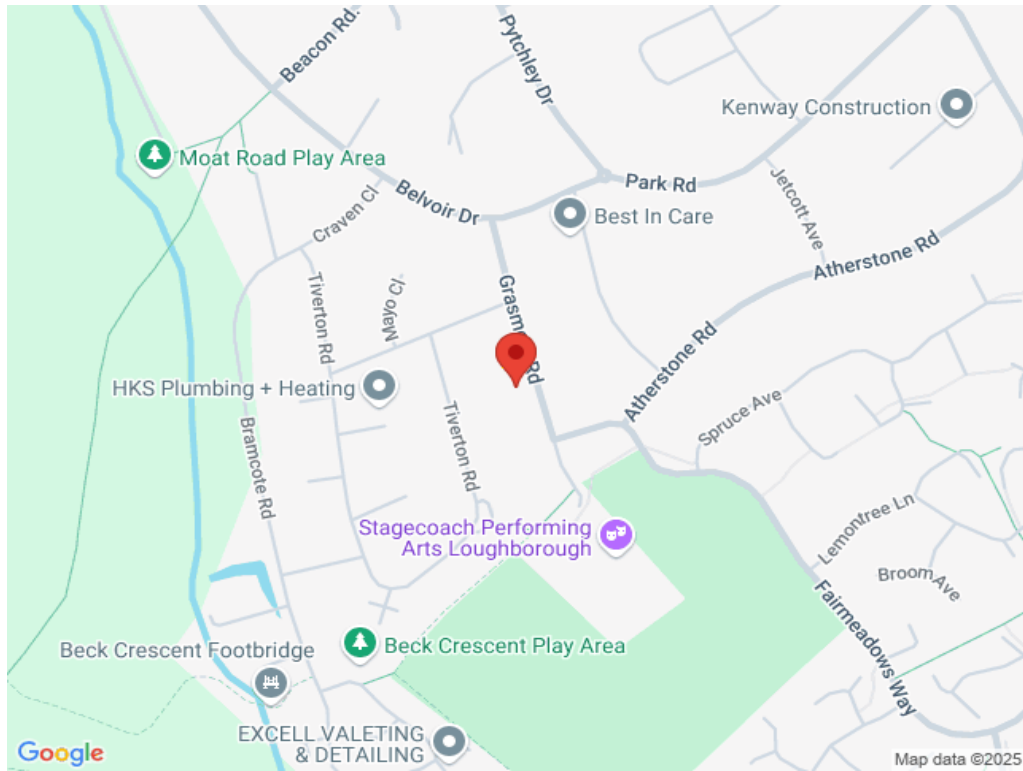 Beacon Rd.
Pytchley Dr
Kenway Construction
Moat Road Play Area
Belvoir Dr
Park Rd
Jetcott Ave
Craven Cl
Best In Care
Atherstone Rd
Tiverton Rd
Mayo Cl.
Rd
HKS Plumbing + Heating
Atherstone Rd
Spruce Ave
Bramcote Rd
Tiverton Rd
Stagecoach Performing
Arts Loughborough
Lemontree Ln
Broom Ave
Fairmeadows Way
Beck Crescent Footbridge
Beck Crescent Play Area
EXCELL VALETING
& DETAILING
Google
Map data ©2025